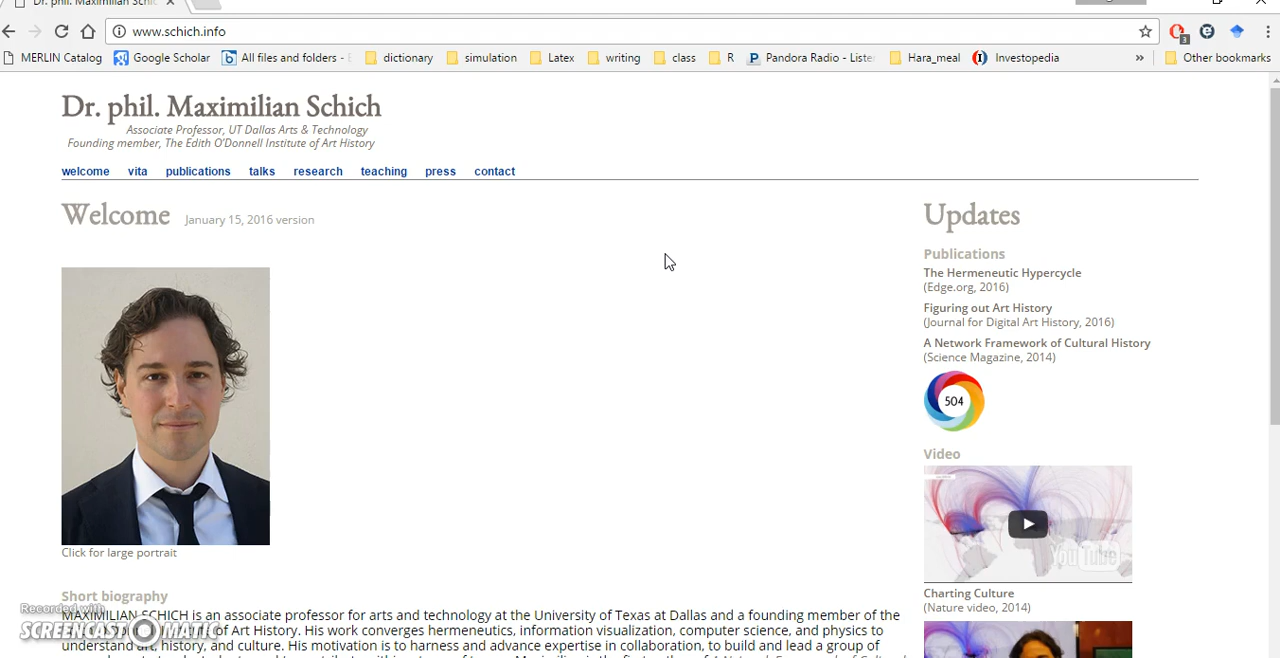 Dr. phil. Maximilian Schic
www.schich.info
3
MERLIN Catalog
Google Scholar
All files and folders -
dictionary
simulation
Latex
writing
class
R
Pandora Radio - Liste
Hara_meal
Investopedia
»
Other bookmarks
Dr. phil. Maximilian Schich
Associate Professor, UT Dallas Arts & Technology
Founding member, The Edith O'Donnell Institute of Art History
welcome vita publications talks research teaching press contact
Welcome January 15, 2016 version
Click for large portrait
Short biography
MAXIMILIAN SCHICH is an associate professor for arts and technology at the University of Texas at Dallas and a founding member of the
of Art History. His work converges hermeneutics, information visualization, computer science, and physics to
understand art, history, and culture. His motivation is to harness and advance expertise in collaboration, to build and lead a group of
Recorded with
SCREENCAST MATIC
Updates
Publications
The Hermeneutic Hypercycle
(Edge.org, 2016)
Figuring out Art History
(Journal for Digital Art History, 2016)
A Network Framework of Cultural History
(Science Magazine, 2014)
504
Video
YouTube
Charting Culture
(Nature video, 2014)